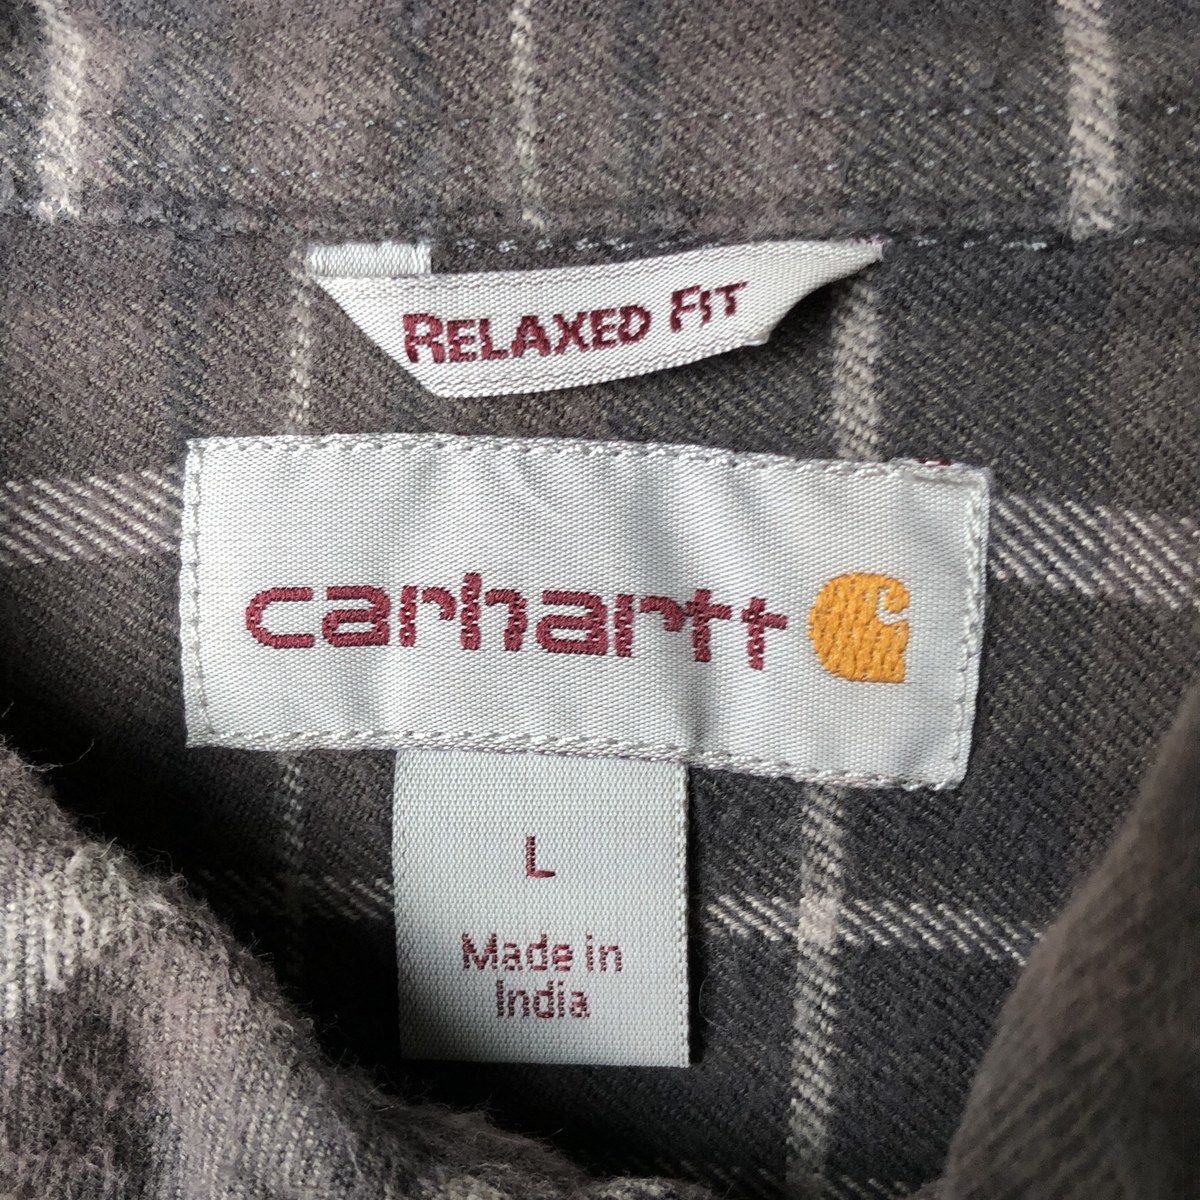 RELAXED FIT
carhartt
L
Made in
India